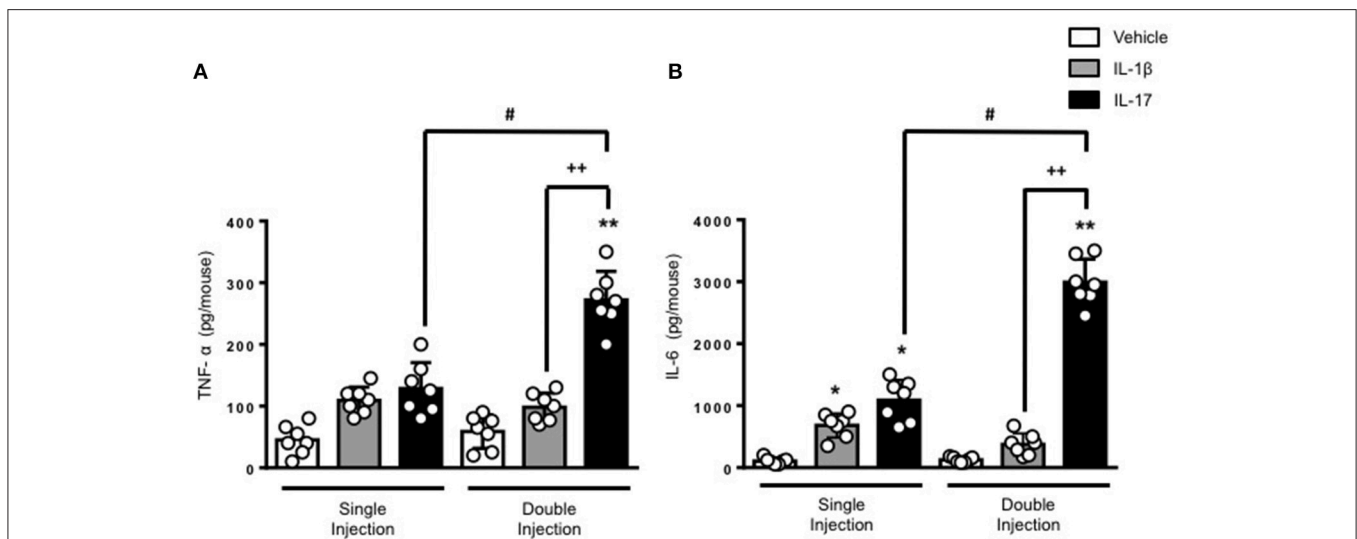 Vehicle
IL-1β
IL-17
A
#
++
**
400
300
200
100
0
TNF- α (pg/mouse)
Single
Injection
Double
Injection
B
#
++
**
*
*
4000
3000
2000
1000
0
IL-6 (pg/mouse)
Single
Injection
Double
Injection